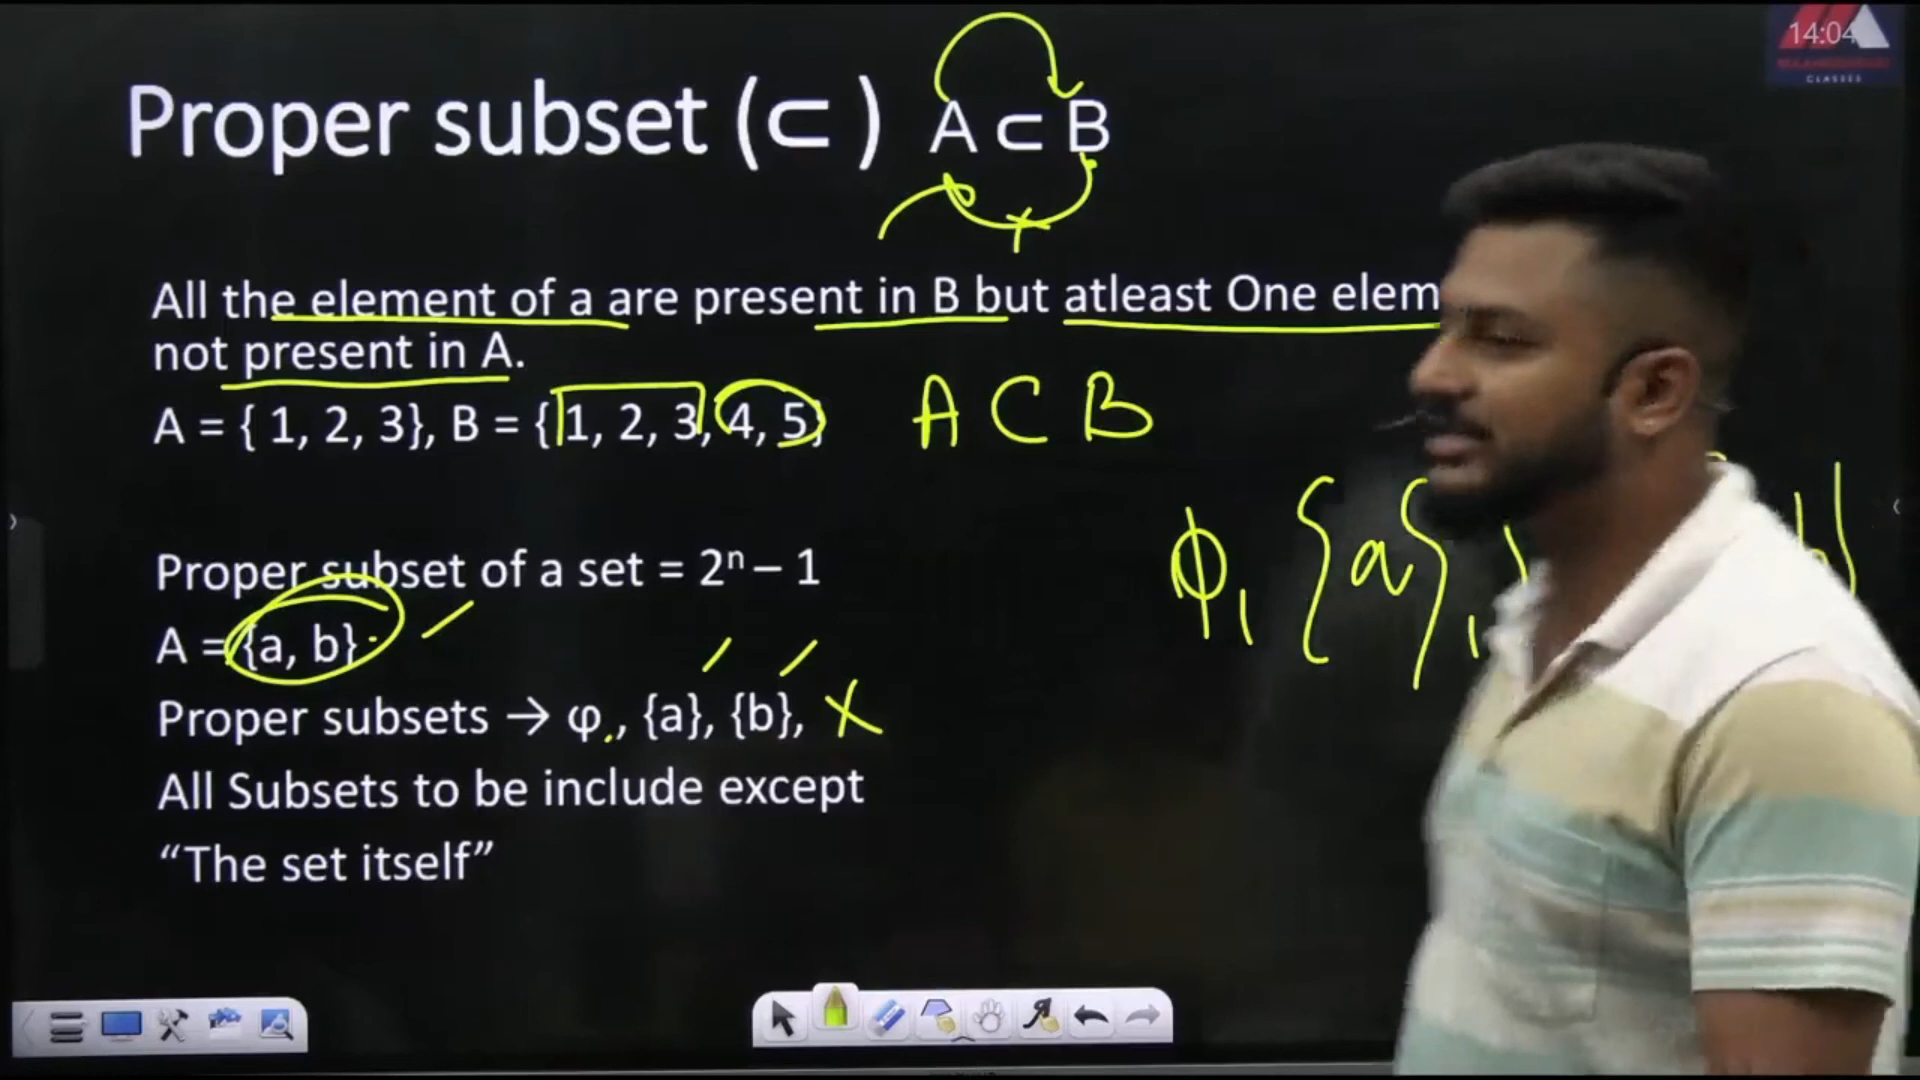 14:04
CLASSES
Proper subset (⊂ ) A ⊂ B
All the element of a are present in B but atleast One elem
not present in A.
A = { 1, 2, 3}, B = { 1, 2, 3, 4, 5}
A ⊂ B
φ, {a},
Proper subset of a set = 2ⁿ – 1
A = {a, b}
Proper subsets → φ , {a}, {b}, X
All Subsets to be include except
“The set itself”